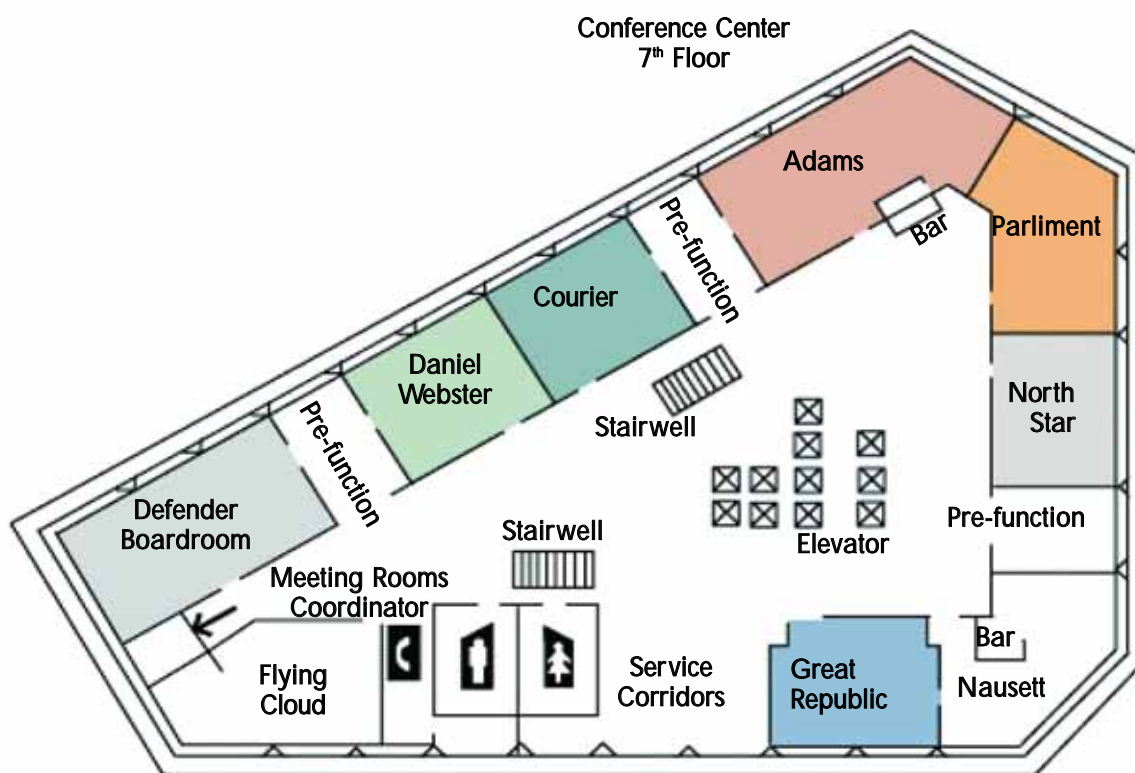 Conference Center
7th Floor
Adams
Bar
Parliment
Pre-function
Courier
Daniel
Webster
Pre-function
Defender
Boardroom
Stairwell
North
Star
Pre-function
Elevator
Stairwell
Meeting Rooms
Coordinator
Flying
Cloud
Service
Corridors
Great
Republic
Bar
Nausett